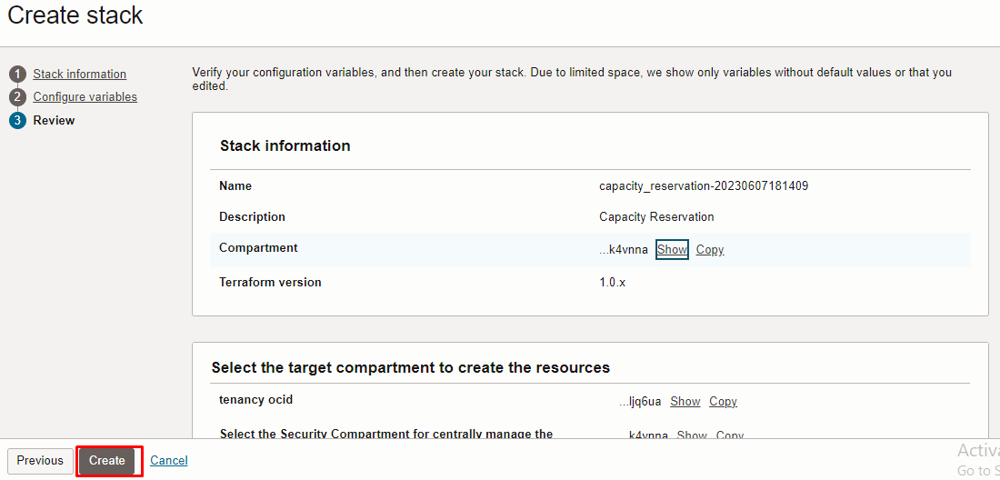 Create stack
1 Stack information
2 Configure variables
3 Review
Verify your configuration variables, and then create your stack. Due to limited space, we show only variables without default values or that you
edited.
Stack information
Name capacity_reservation-20230607181409
Description Capacity Reservation
Compartment ...k4vnna Show Copy
Terraform version 1.0.x
Select the target compartment to create the resources
tenancy ocid ...ljq6ua Show Copy
Select the Security Compartment for centrally manage the ...k4vnna Show Copy
Previous Create Cancel
Activa
Go to S